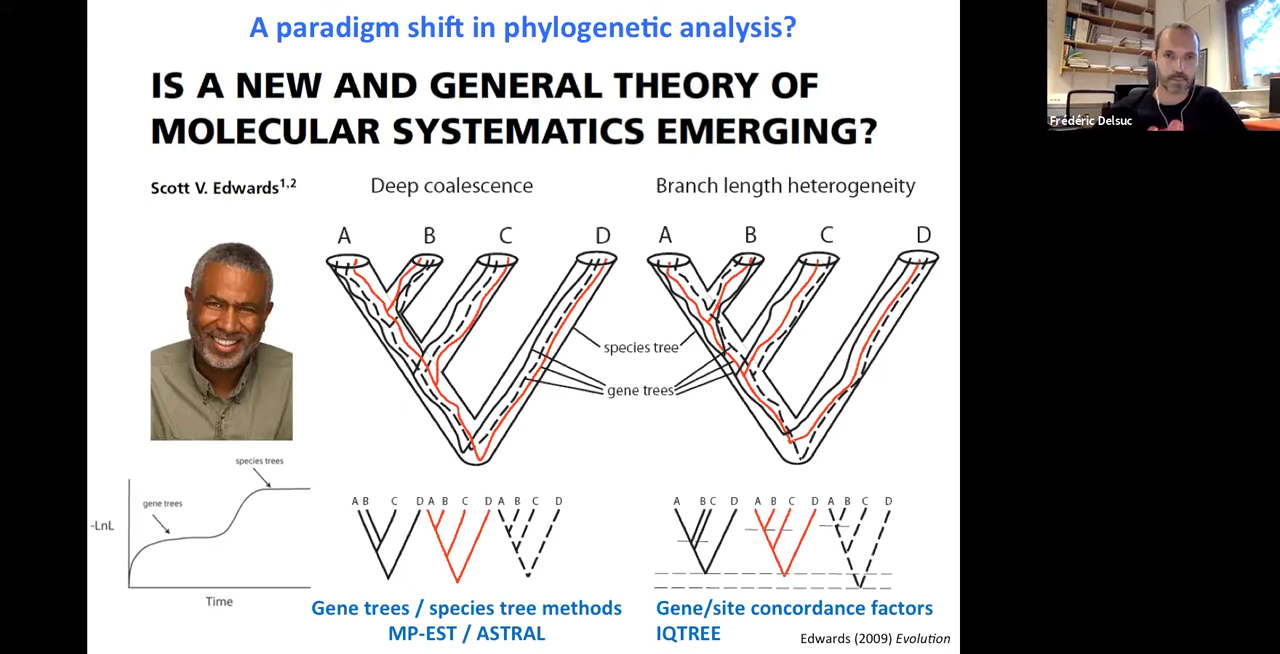 A paradigm shift in phylogenetic analysis?
IS A NEW AND GENERAL THEORY OF
MOLECULAR SYSTEMATICS EMERGING?
Frédéric Delsuc
Scott V. Edwards1,2
Deep coalescence
Branch length heterogeneity
A B C D
A B C D
species tree
gene trees
species trees
gene trees
-LnL
Time
A B C D A B C D A B C D
A B C D A B C D A B C D
Gene trees / species tree methods
MP-EST / ASTRAL
Gene/site concordance factors
IQTREE
Edwards (2009) Evolution